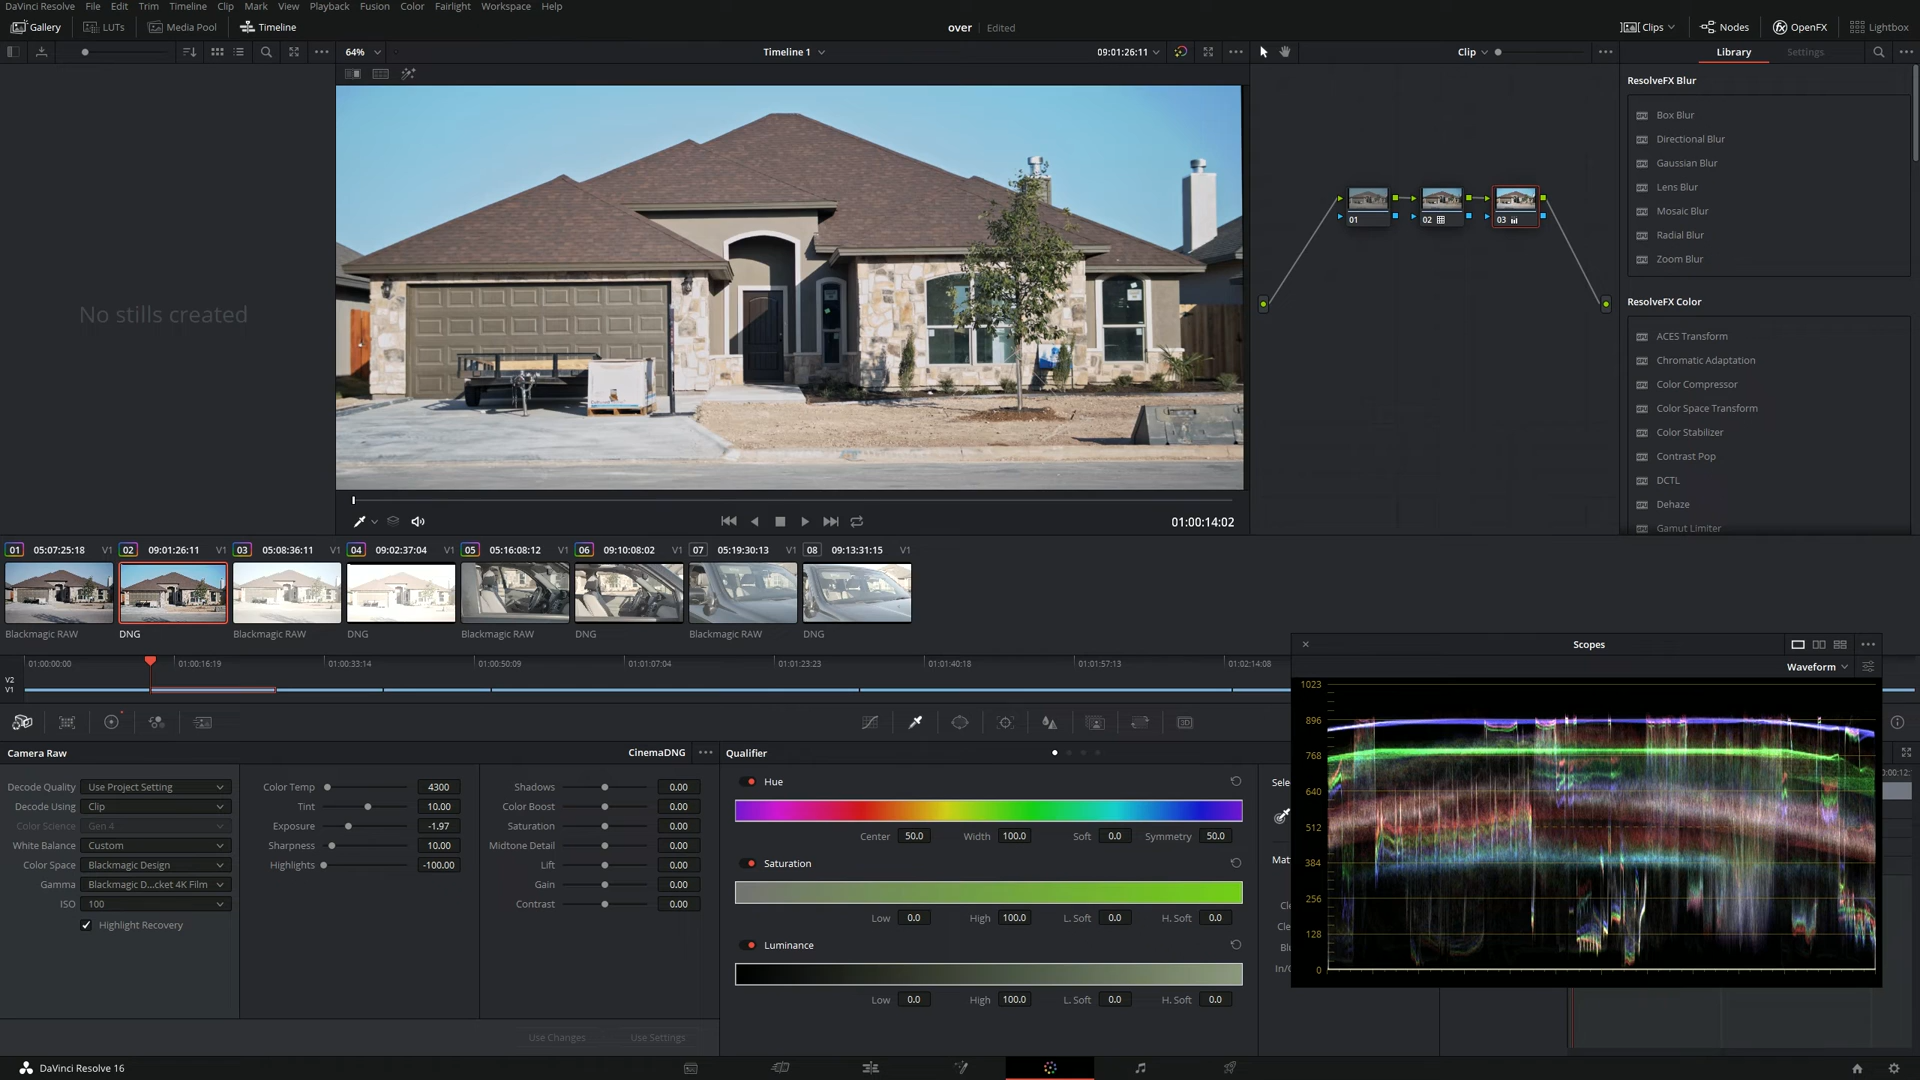 DaVinci Resolve File Edit Trim Timeline Clip Mark View Playback Fusion Color Fairlight Workspace Help
Gallery LUTs Media Pool Timeline over Edited Clips Nodes OpenFX Lightbox
64% Timeline 1 09:01:26:11 Clip Library Settings
ResolveFX Blur
Box Blur
Directional Blur
Gaussian Blur
Lens Blur
Mosaic Blur
Radial Blur
Zoom Blur
01 02 03
No stills created
ResolveFX Color
ACES Transform
Chromatic Adaptation
Color Compressor
Color Space Transform
Color Stabilizer
Contrast Pop
DCTL
Dehaze
Gamut Limiter
01:00:14:02
01 05:07:25:18 V1 02 09:01:26:11 V1 03 05:08:36:11 V1 04 09:02:37:04 V1 05 05:16:08:12 V1 06 09:10:08:02 V1 07 05:19:30:13 V1 08 09:13:31:15 V1
Blackmagic RAW DNG Blackmagic RAW DNG Blackmagic RAW DNG Blackmagic RAW DNG
01:00:00:00 01:00:16:19 01:00:33:14 01:00:50:09 01:01:07:04 01:01:23:23 01:01:40:18 01:01:57:13 01:02:14:08
V2
V1
Scopes
Waveform
1023
896
768
640
512
384
256
128
0
Camera Raw CinemaDNG
Decode Quality Use Project Setting
Decode Using Clip
Color Science Gen 4
White Balance Custom
Color Space Blackmagic Design
Gamma Blackmagic D...cket 4K Film
ISO 100
Highlight Recovery
Color Temp 4300
Tint 10.00
Exposure -1.97
Sharpness 10.00
Highlights -100.00
Shadows 0.00
Color Boost 0.00
Saturation 0.00
Midtone Detail 0.00
Lift 0.00
Gain 0.00
Contrast 0.00
Use Changes Use Settings
Qualifier
Hue
Center 50.0 Width 100.0 Soft 0.0 Symmetry 50.0
Saturation
Low 0.0 High 100.0 L. Soft 0.0 H. Soft 0.0
Luminance
Low 0.0 High 100.0 L. Soft 0.0 H. Soft 0.0
DaVinci Resolve 16